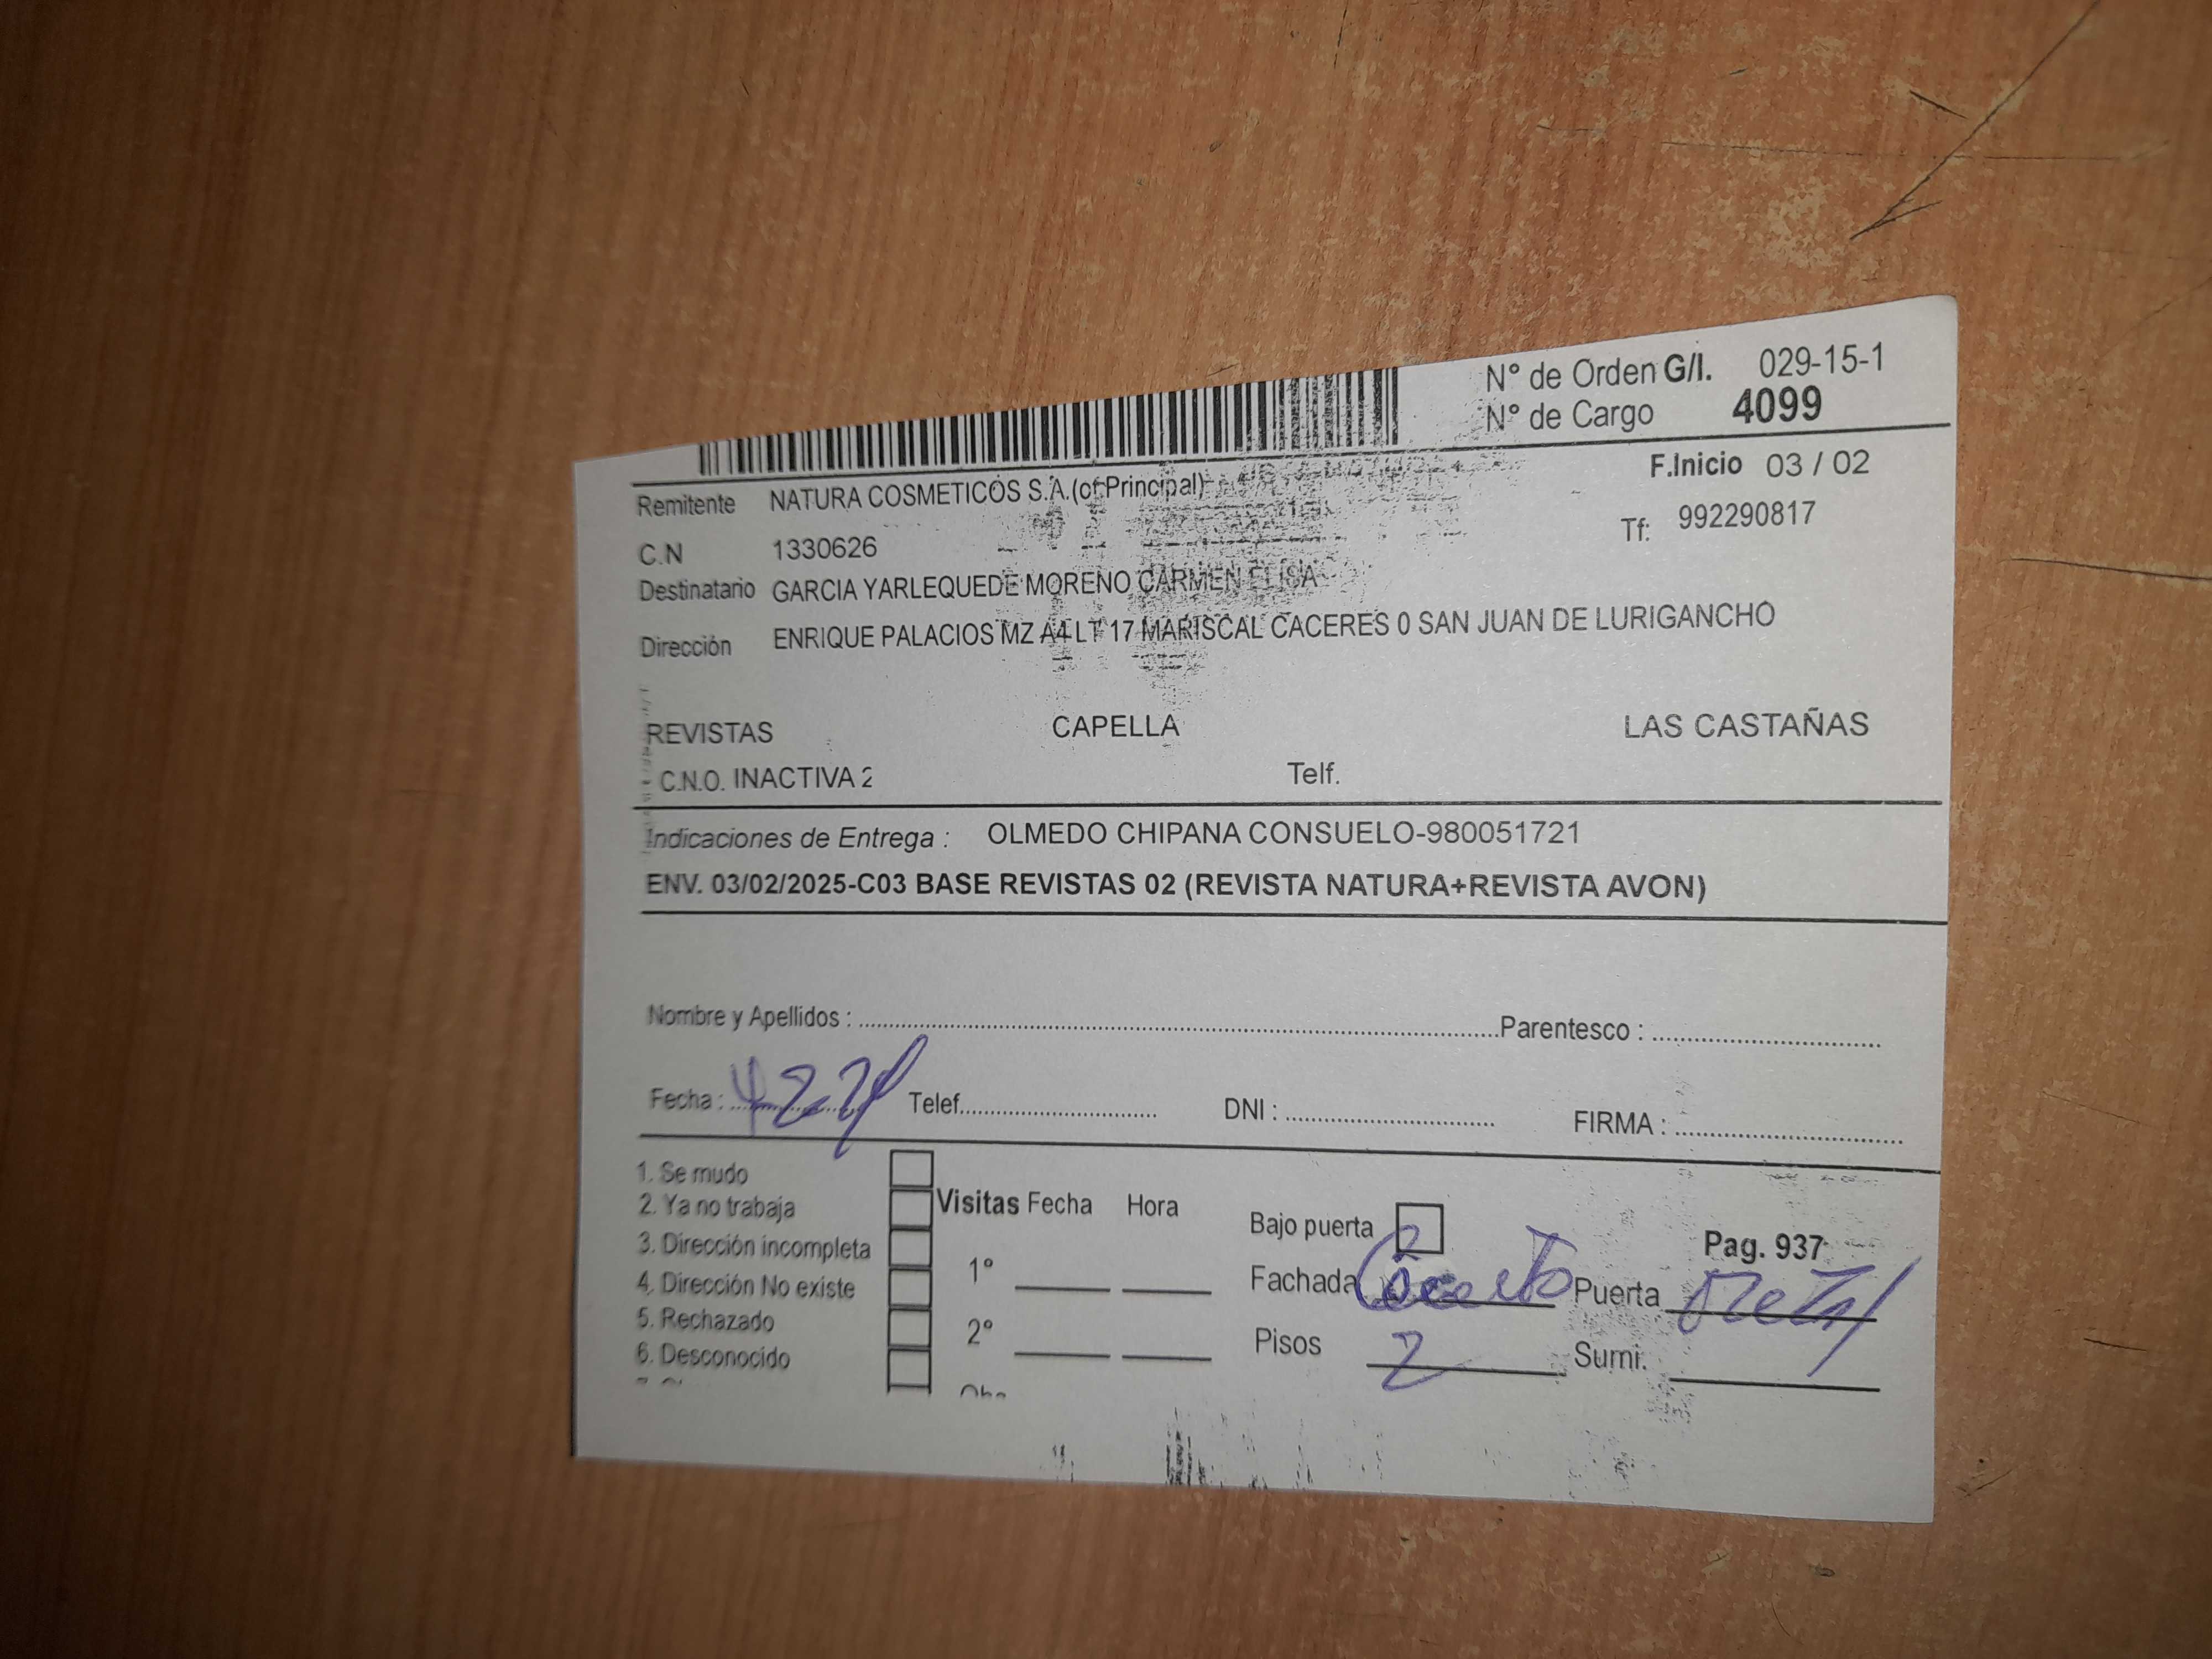 N° de Orden G/I. 029-15-1
N° de Cargo 4099
F.Inicio 03 / 02
Remitente NATURA COSMETICOS S.A.(of.Principal)
Tf: 992290817
C.N 1330626
Destinatario GARCIA YARLEQUEDE MORENO CARMEN ELISA
Dirección ENRIQUE PALACIOS MZ A4 LT 17 MARISCAL CACERES 0 SAN JUAN DE LURIGANCHO
REVISTAS CAPELLA LAS CASTAÑAS
C.N.O. INACTIVA 2 Telf.
Indicaciones de Entrega : OLMEDO CHIPANA CONSUELO-980051721
ENV. 03/02/2025-C03 BASE REVISTAS 02 (REVISTA NATURA+REVISTA AVON)
Nombre y Apellidos : Parentesco :
Fecha : Telef. DNI : FIRMA :
1. Se mudo
2. Ya no trabaja
3. Dirección incompleta
4. Dirección No existe
5. Rechazado
6. Desconocido
Visitas Fecha Hora
1°
2°
Bajo puerta
Pag. 937
Fachada Puerta
Pisos 2 Sumi.